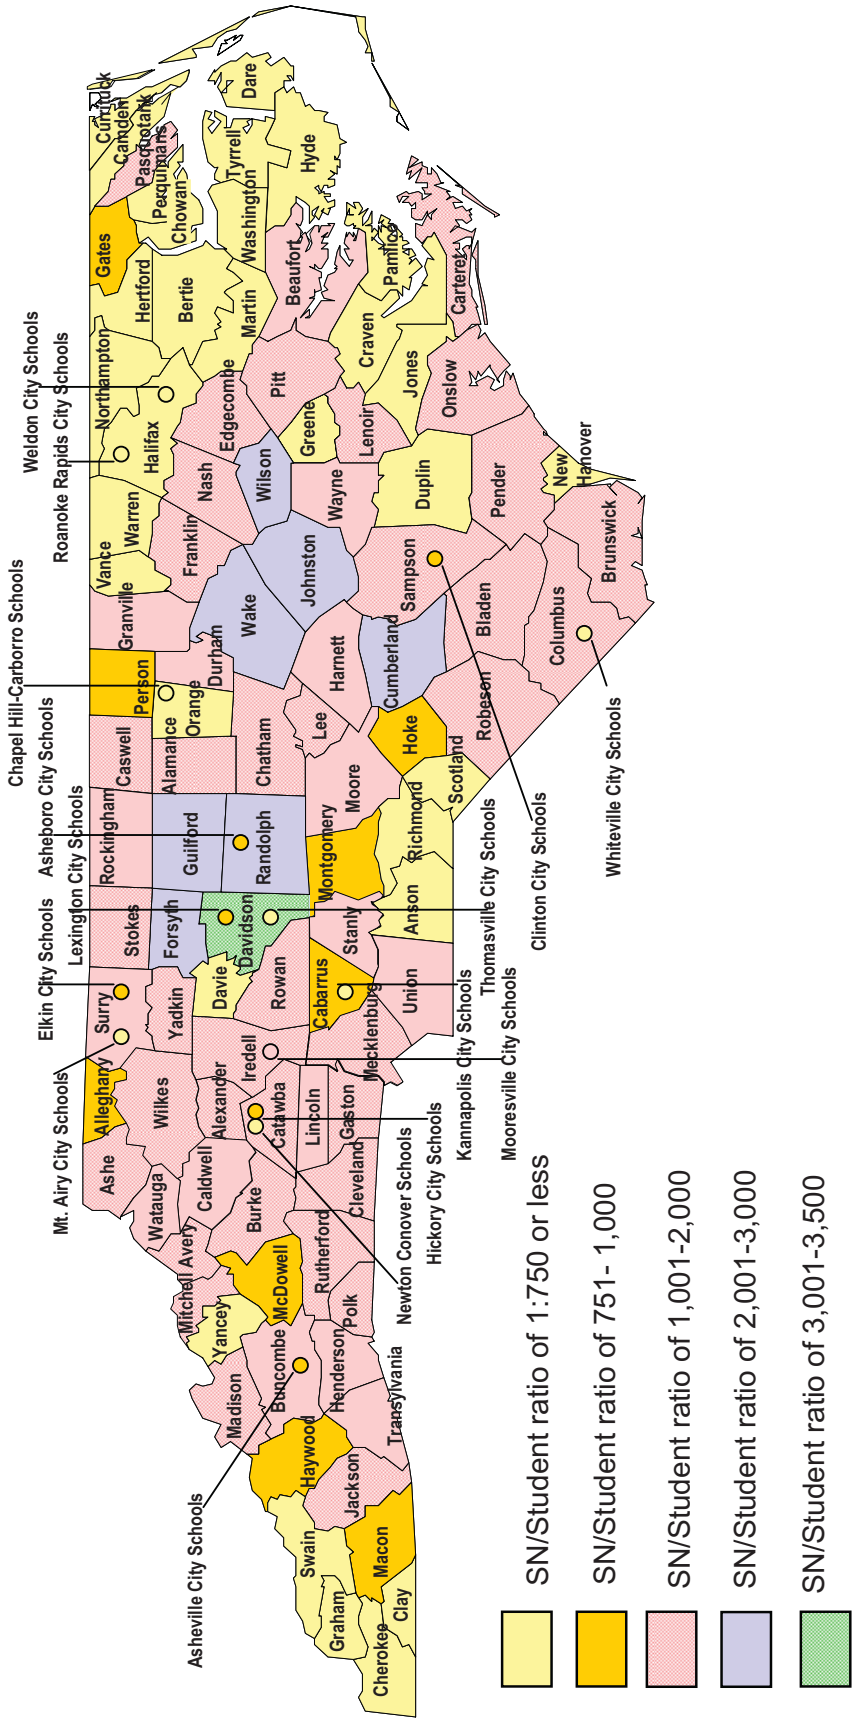 Weldon City Schools
Roanoke Rapids City Schools
Chapel Hill-Carborro Schools
Asheboro City Schools
Lexington City Schools
Elkin City Schools
Mt. Airy City Schools
Asheville City Schools
Currituck
Camden
Pasquotank
Perquimans
Chowan
Gates
Hertford
Bertie
Northampton
Halifax
Warren
Vance
Granville
Person
Caswell
Rockingham
Stokes
Surry
Alleghany
Ashe
Watauga
Wilkes
Yadkin
Forsyth
Guilford
Alamance
Orange
Durham
Wake
Franklin
Nash
Edgecombe
Martin
Washington
Tyrrell
Dare
Hyde
Beaufort
Pitt
Wilson
Greene
Johnston
Wayne
Lenoir
Craven
Pamlico
Jones
Carteret
Onslow
Duplin
Pender
New
Hanover
Brunswick
Columbus
Bladen
Sampson
Cumberland
Harnett
Lee
Chatham
Randolph
Davidson
Davie
Rowan
Iredell
Alexander
Caldwell
Avery
Mitchell
Yancey
Madison
Buncombe
McDowell
Burke
Catawba
Lincoln
Gaston
Cleveland
Rutherford
Polk
Henderson
Transylvania
Haywood
Jackson
Swain
Macon
Graham
Clay
Cherokee
Mecklenburg
Cabarrus
Stanly
Union
Anson
Montgomery
Moore
Richmond
Hoke
Scotland
Robeson
Newton Conover Schools
Hickory City Schools
Kannapolis City Schools
Mooresville City Schools
Thomasville City Schools
Clinton City Schools
Whiteville City Schools
SN/Student ratio of 1:750 or less
SN/Student ratio of 751- 1,000
SN/Student ratio of 1,001-2,000
SN/Student ratio of 2,001-3,000
SN/Student ratio of 3,001-3,500